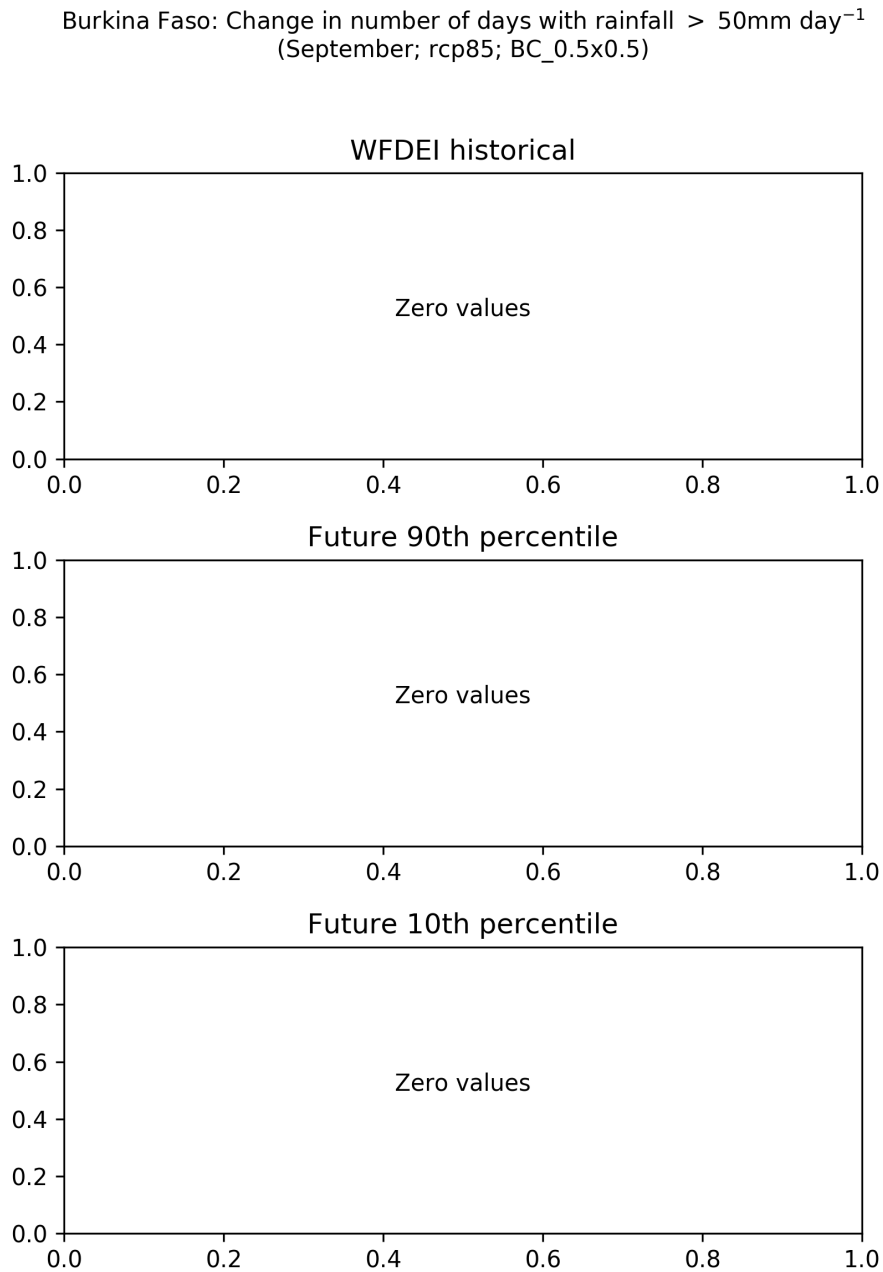 Burkina Faso: Change in number of days with rainfall > 50mm day⁻¹
(September; rcp85; BC_0.5x0.5)
WFDEI historical
1.0
0.8
0.6
Zero values
0.4
0.2
0.0
0.0 0.2 0.4 0.6 0.8 1.0
Future 90th percentile
1.0
0.8
0.6
Zero values
0.4
0.2
0.0
0.0 0.2 0.4 0.6 0.8 1.0
Future 10th percentile
1.0
0.8
0.6
Zero values
0.4
0.2
0.0
0.0 0.2 0.4 0.6 0.8 1.0